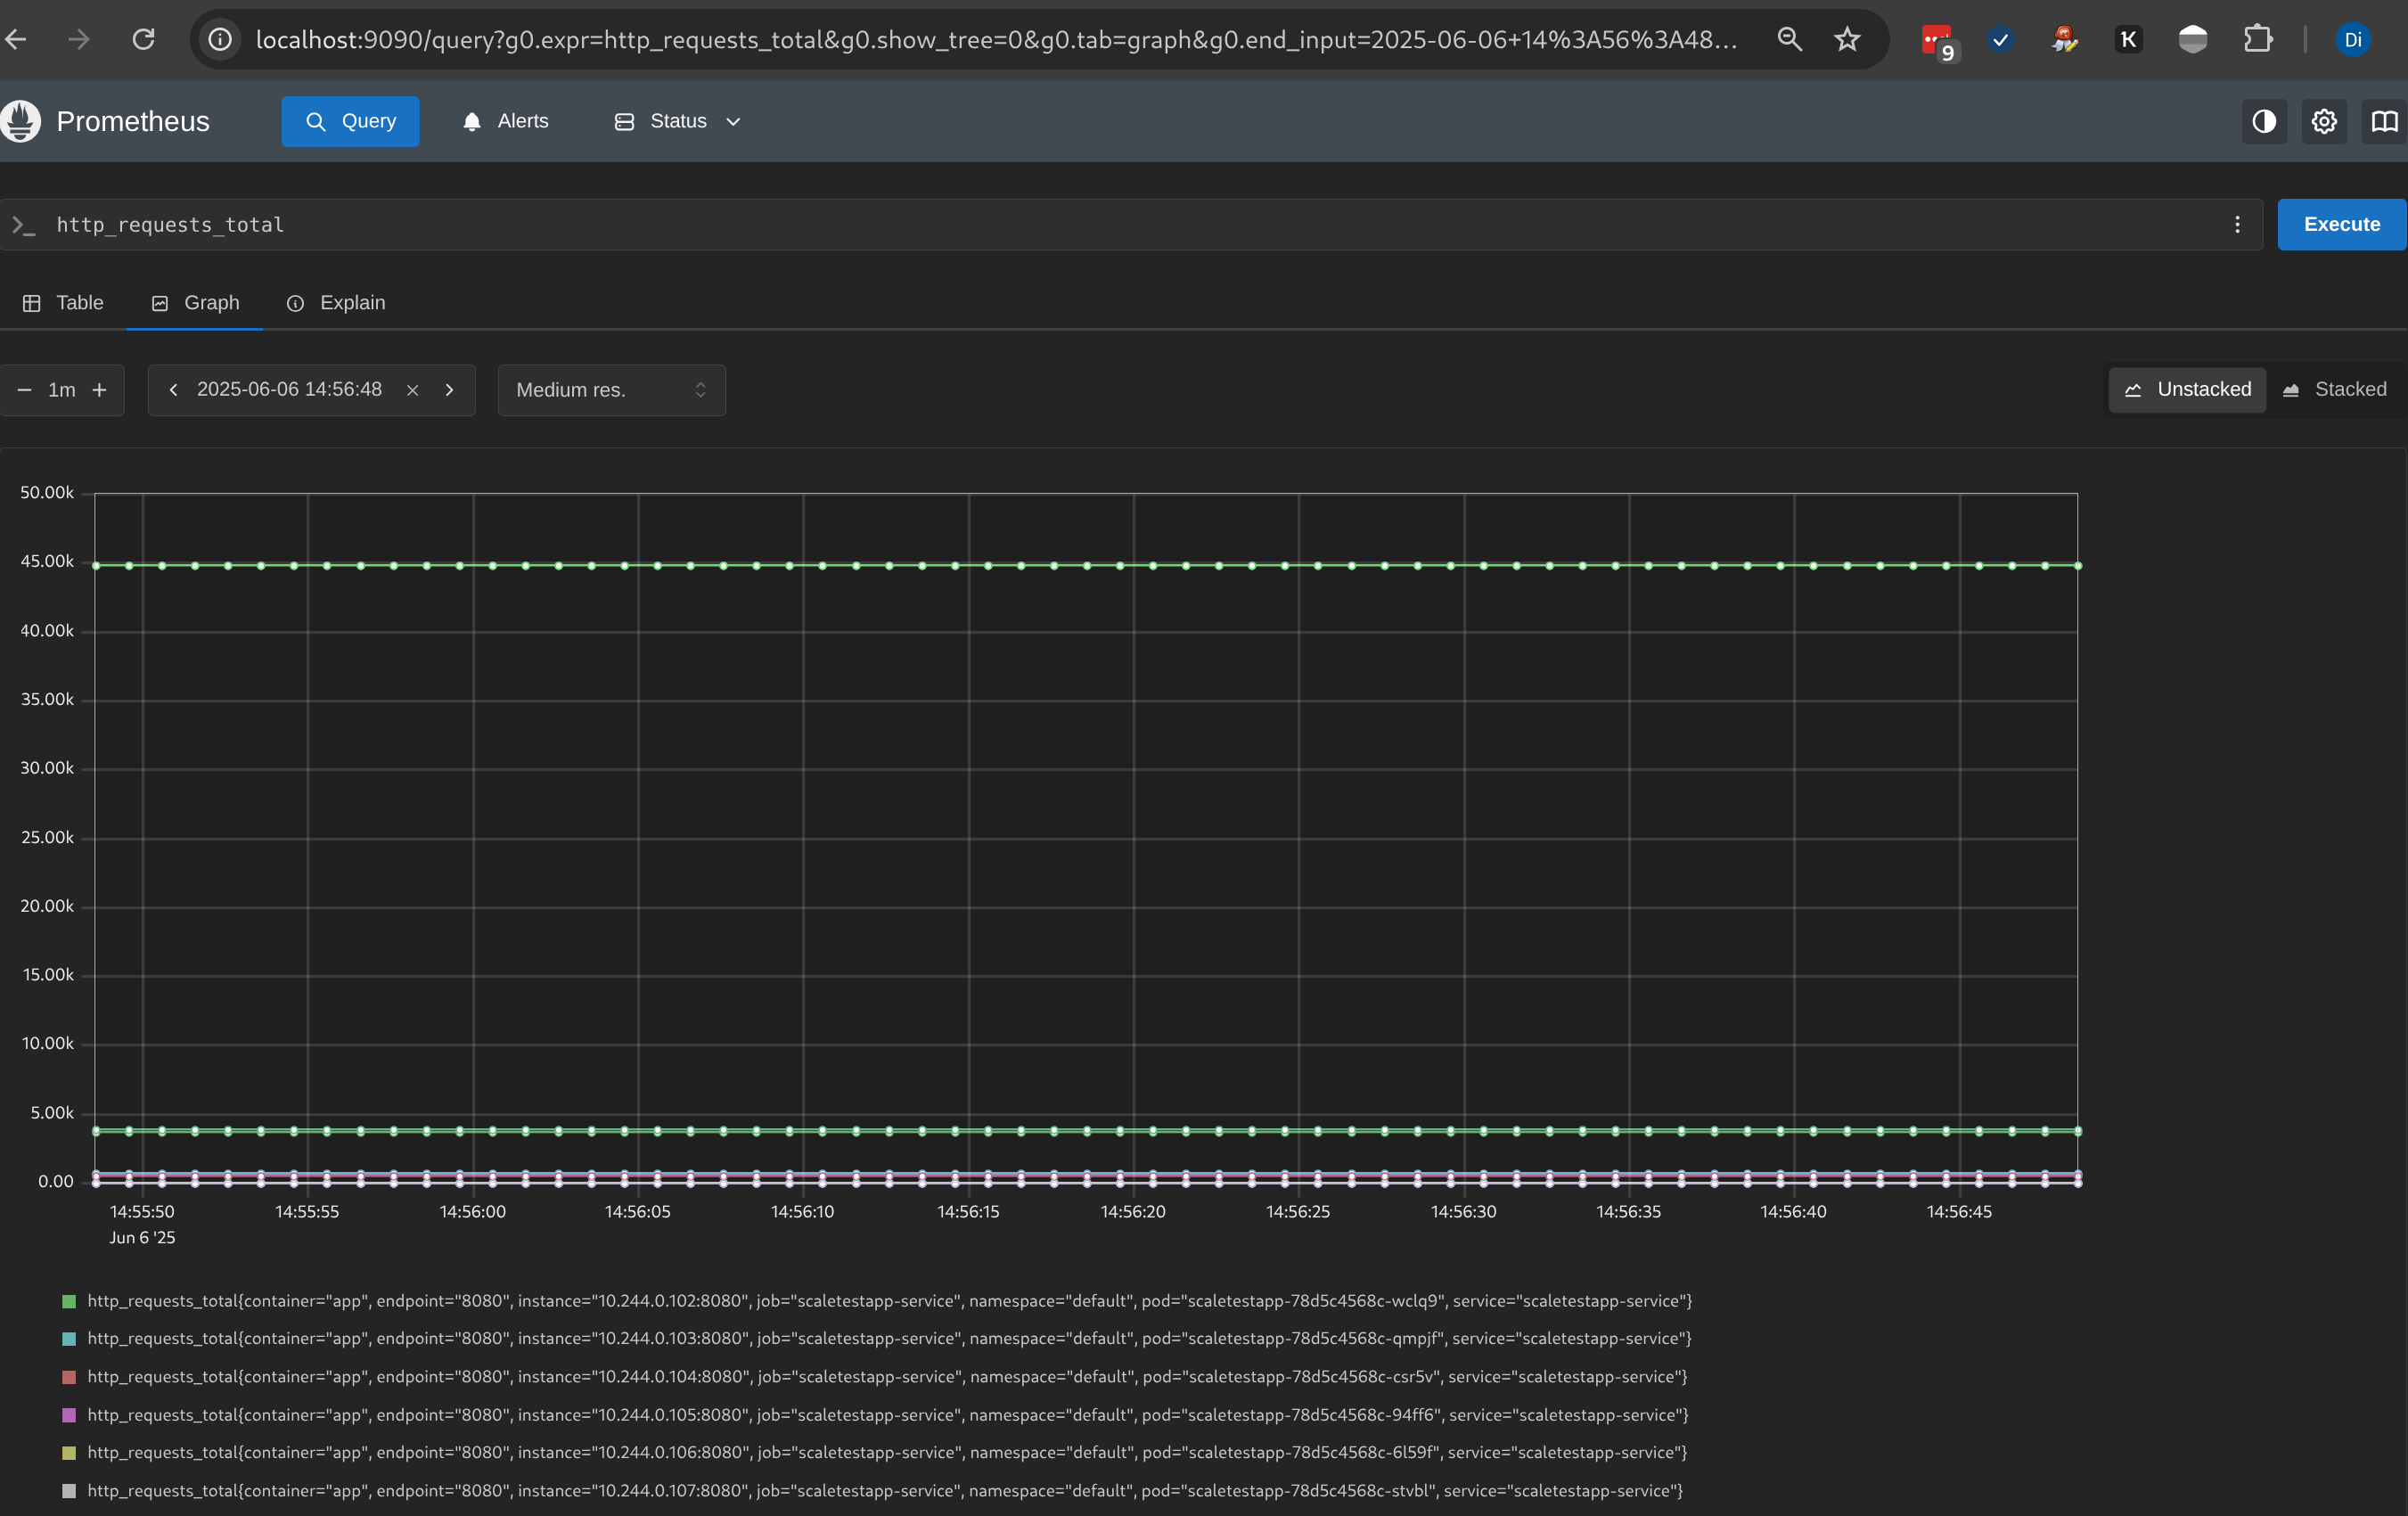 localhost:9090/query?g0.expr=http_requests_total&g0.show_tree=0&g0.tab=graph&g0.end_input=2025-06-06+14%3A56%3A48...
9
K
Di
Prometheus
Query
Alerts
Status
http_requests_total
Execute
Table
Graph
Explain
1m
2025-06-06 14:56:48
Medium res.
Unstacked
Stacked
50.00k
45.00k
40.00k
35.00k
30.00k
25.00k
20.00k
15.00k
10.00k
5.00k
0.00
14:55:50 14:55:55 14:56:00 14:56:05 14:56:10 14:56:15 14:56:20 14:56:25 14:56:30 14:56:35 14:56:40 14:56:45
Jun 6 '25
http_requests_total{container="app", endpoint="8080", instance="10.244.0.102:8080", job="scaletestapp-service", namespace="default", pod="scaletestapp-78d5c4568c-wclq9", service="scaletestapp-service"}
http_requests_total{container="app", endpoint="8080", instance="10.244.0.103:8080", job="scaletestapp-service", namespace="default", pod="scaletestapp-78d5c4568c-qmpjf", service="scaletestapp-service"}
http_requests_total{container="app", endpoint="8080", instance="10.244.0.104:8080", job="scaletestapp-service", namespace="default", pod="scaletestapp-78d5c4568c-csr5v", service="scaletestapp-service"}
http_requests_total{container="app", endpoint="8080", instance="10.244.0.105:8080", job="scaletestapp-service", namespace="default", pod="scaletestapp-78d5c4568c-94ff6", service="scaletestapp-service"}
http_requests_total{container="app", endpoint="8080", instance="10.244.0.106:8080", job="scaletestapp-service", namespace="default", pod="scaletestapp-78d5c4568c-6l59f", service="scaletestapp-service"}
http_requests_total{container="app", endpoint="8080", instance="10.244.0.107:8080", job="scaletestapp-service", namespace="default", pod="scaletestapp-78d5c4568c-stvbl", service="scaletestapp-service"}